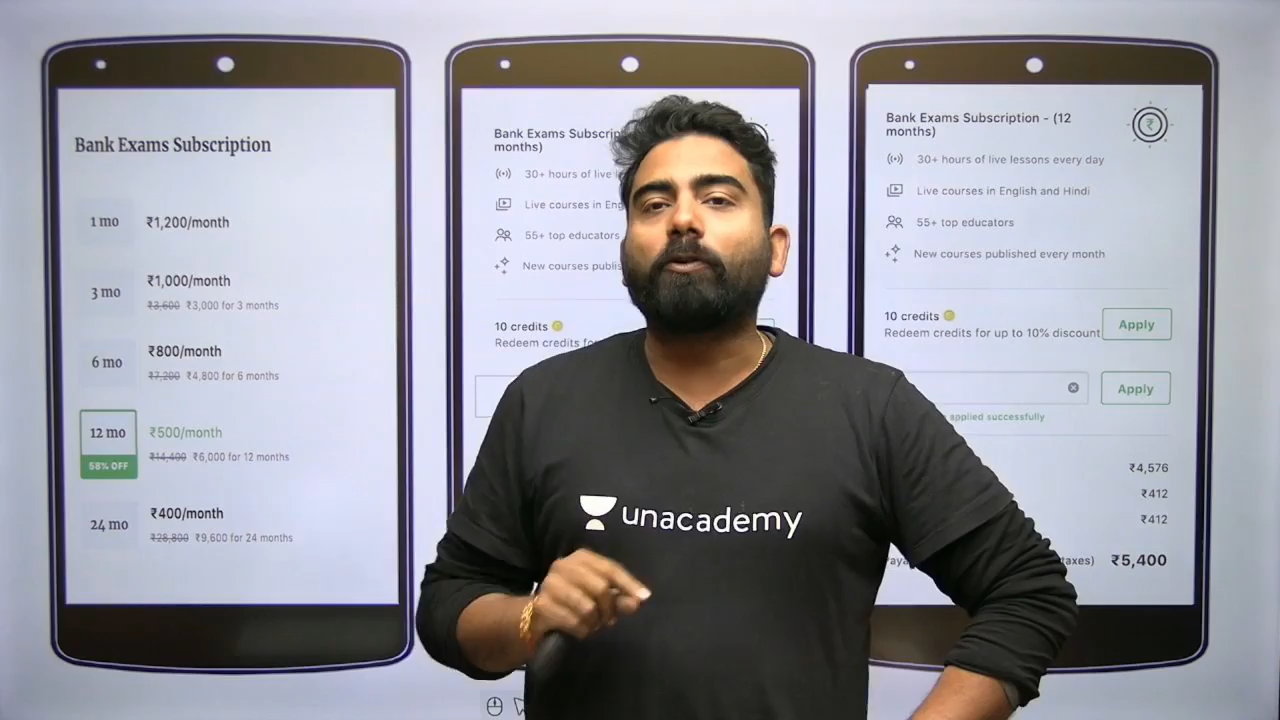 Bank Exams Subscription
1 mo ₹1,200/month
3 mo ₹1,000/month
₹3,600 ₹3,000 for 3 months
6 mo ₹800/month
₹7,200 ₹4,800 for 6 months
12 mo ₹500/month
58% OFF ₹14,400 ₹6,000 for 12 months
24 mo ₹400/month
₹28,800 ₹9,600 for 24 months
Bank Exams
months)
30+ hours of live
Live courses in
55+ top educators
New courses
10 credits
Redeem credits
unacademy
Bank Exams Subscription - (12
months)
30+ hours of live lessons every day
Live courses in English and Hindi
55+ top educators
New courses published every month
10 credits
Redeem credits for up to 10% discount
Apply
Apply
applied successfully
₹4,576
₹412
₹412
taxes) ₹5,400